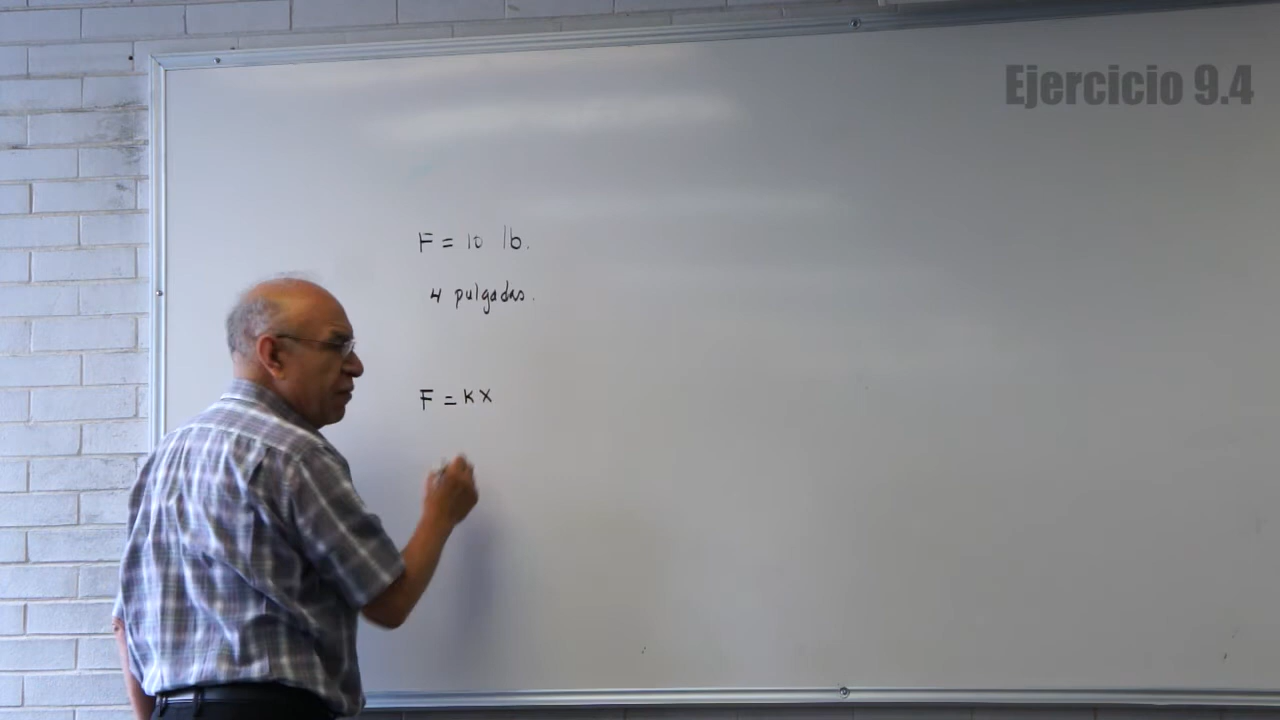 Ejercicio 9.4
F = 10 lb.
4 pulgadas.
F = kx